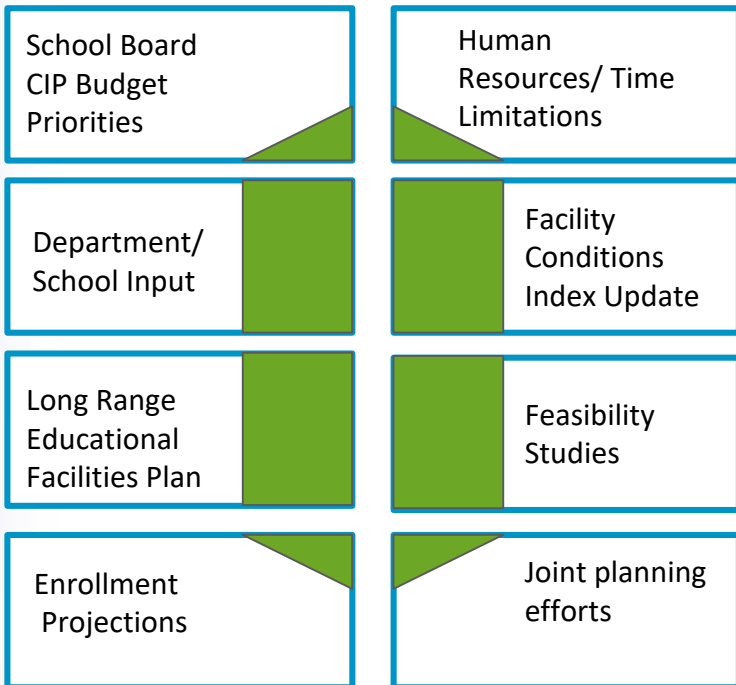 School Board
CIP Budget
Priorities
Human
Resources/ Time
Limitations
Department/
School Input
Facility
Conditions
Index Update
Long Range
Educational
Facilities Plan
Feasibility
Studies
Enrollment
Projections
Joint planning
efforts